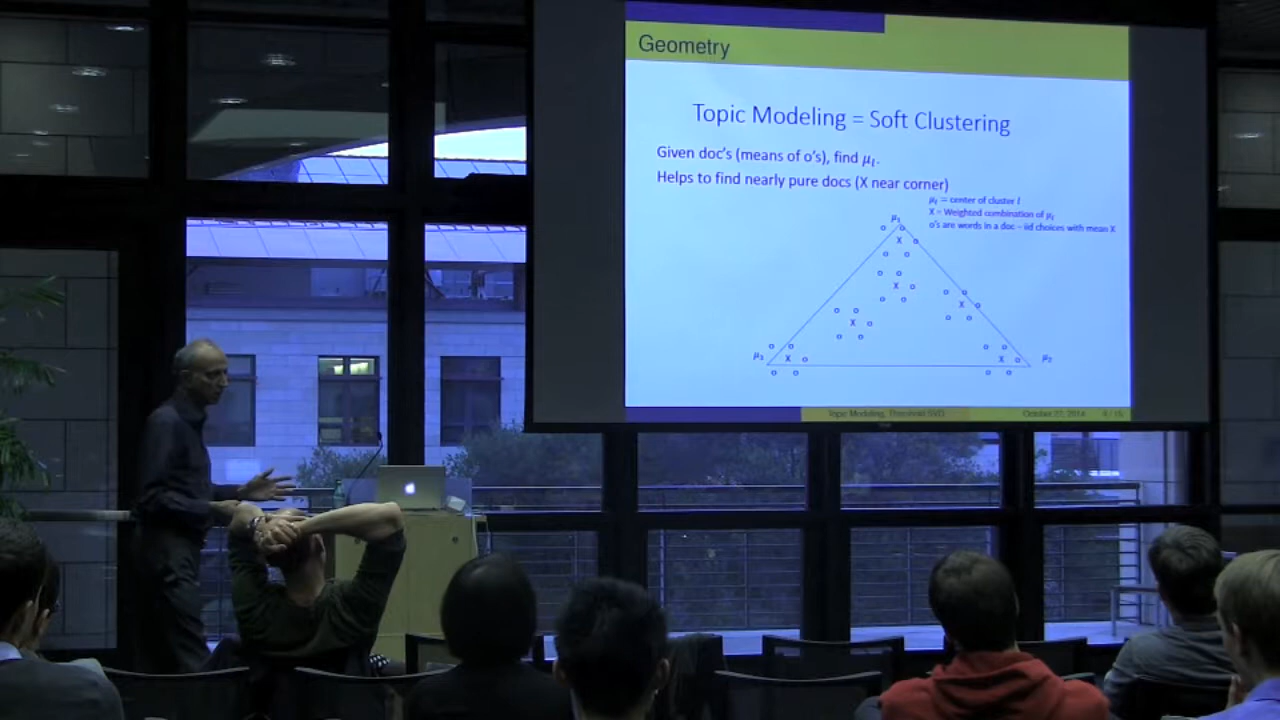 Geometry
Topic Modeling = Soft Clustering
Given doc's (means of o's), find μₗ.
Helps to find nearly pure docs (X near corner)
μₗ = center of cluster l
X = Weighted combination of μₗ
o's are words in a doc – iid choices with mean X
μ₁
o o
X o
o o
o o
X o
o o
o o
X o
o o
o o
X o
o o
o o
μ₃ X o
o o
o o
X o μ₂
o o
Topic Modeling, Threshold SVD October 27, 2014 4 / 15